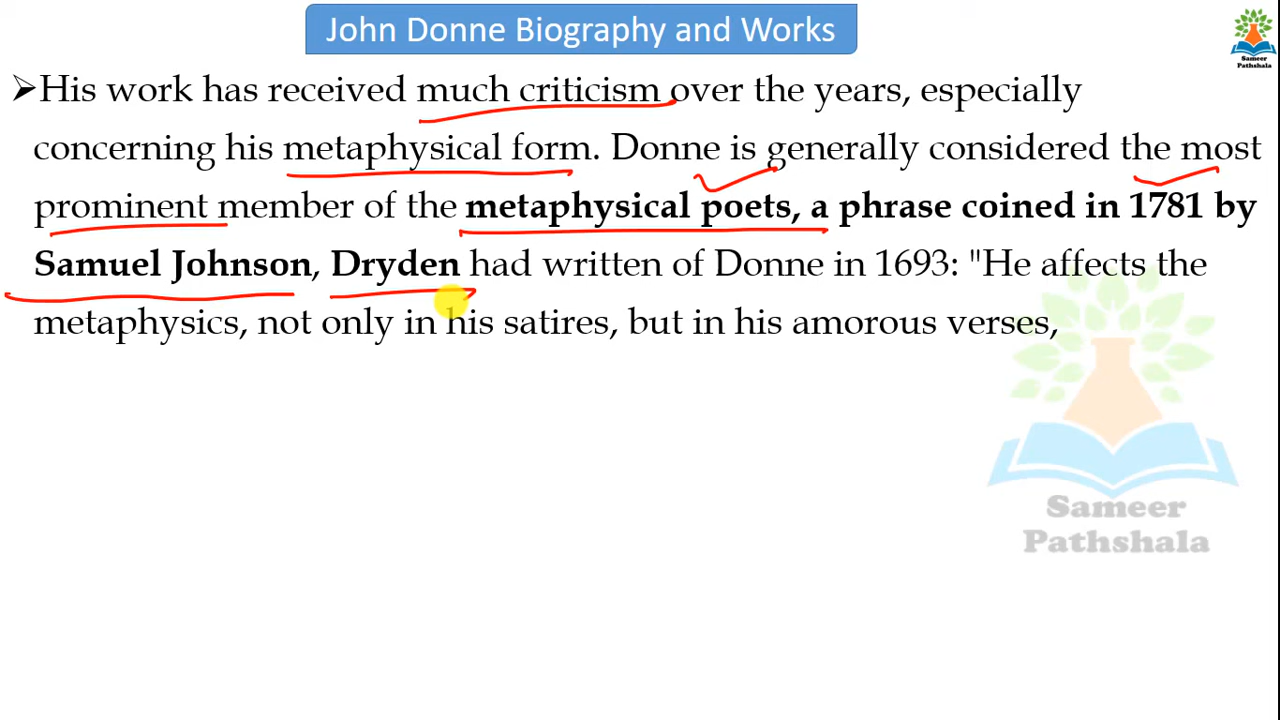 John Donne Biography and Works
Sameer
Pathshala
➢His work has received much criticism over the years, especially
concerning his metaphysical form. Donne is generally considered the most
prominent member of the metaphysical poets, a phrase coined in 1781 by
Samuel Johnson, Dryden had written of Donne in 1693: "He affects the
metaphysics, not only in his satires, but in his amorous verses,
Sameer
Pathshala